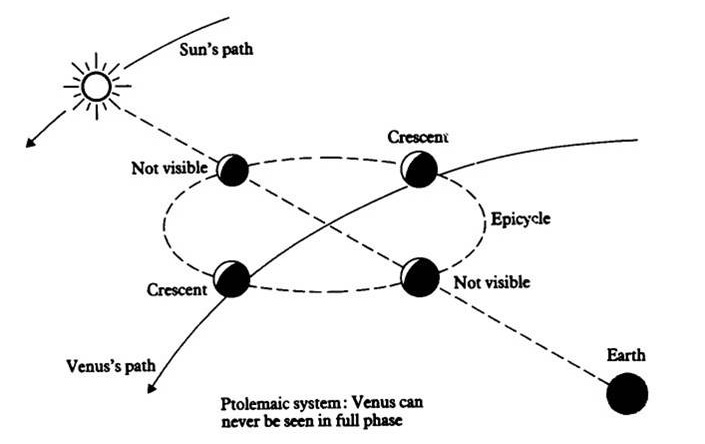 Sun's path
Crescent
Not visible
Epicycle
Crescent
Not visible
Earth
Venus's path
Ptolemaic system: Venus can
never be seen in full phase